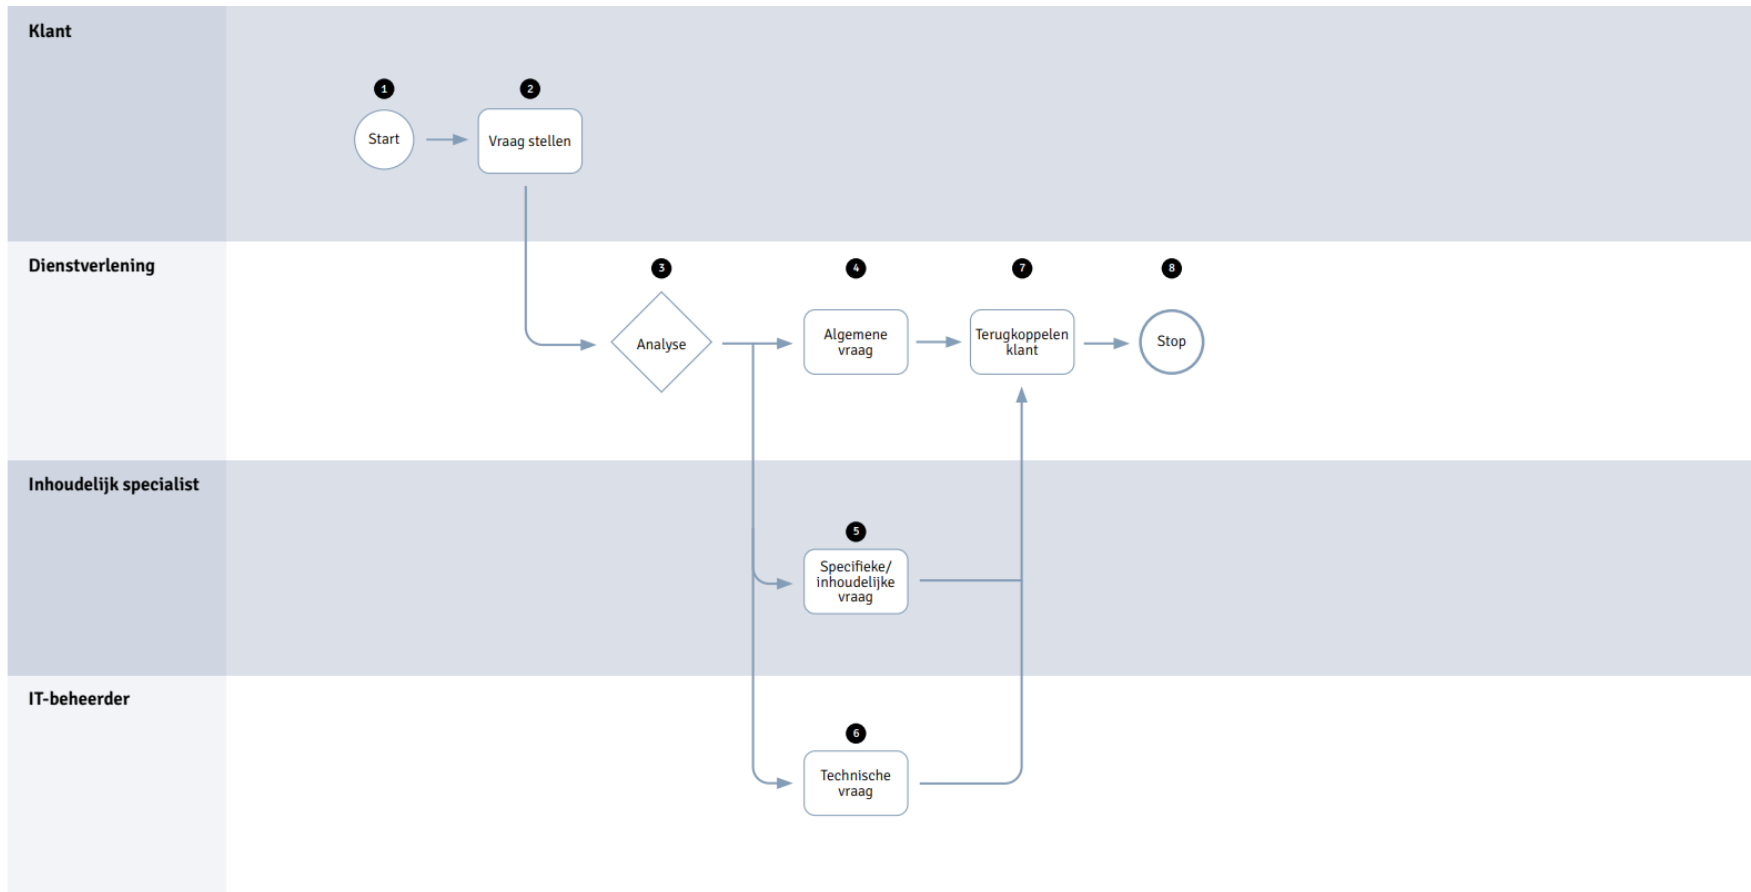 Klant
1
2
Start
Vraag stellen
Dienstverlening
3
4
7
8
Analyse
Algemene
vraag
Terugkoppelen
klant
Stop
Inhoudelijk specialist
5
Specifieke/
inhoudelijke
vraag
IT-beheerder
6
Technische
vraag